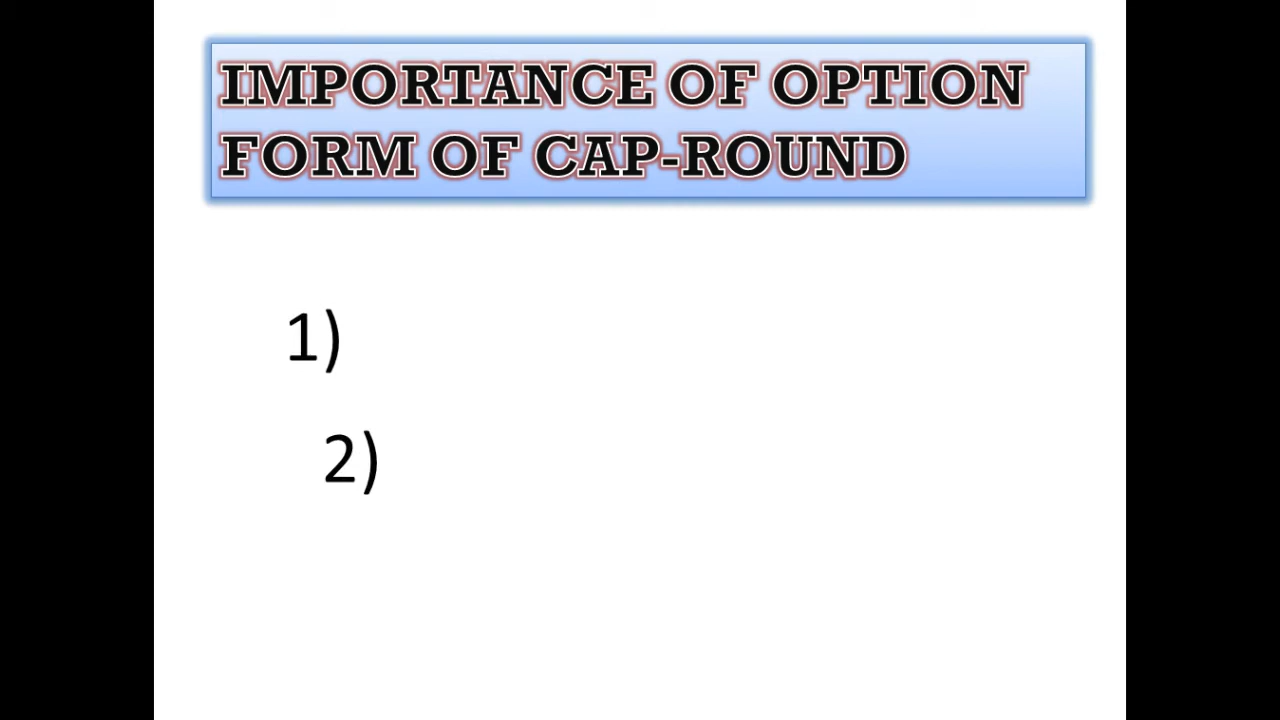 IMPORTANCE OF OPTION
FORM OF CAP-ROUND
1)
2)